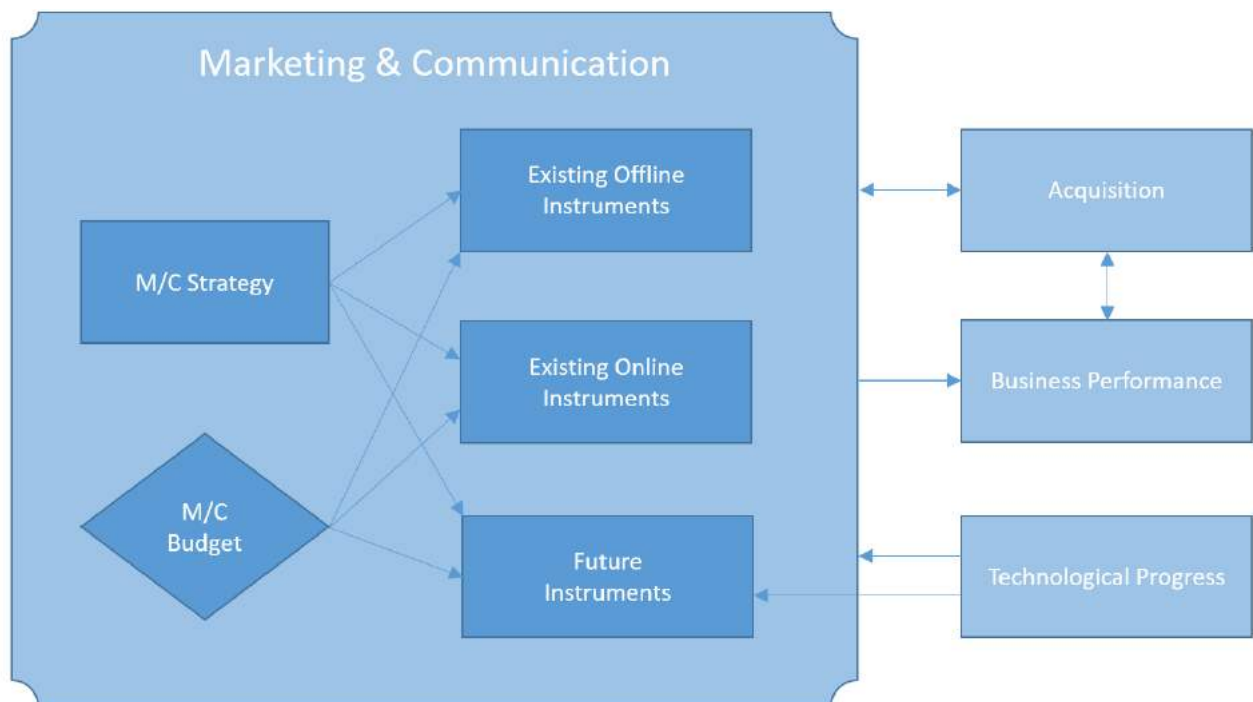 Marketing & Communication
Existing Offline
Instruments
Acquisition
M/C Strategy
Existing Online
Instruments
Business Performance
M/C
Budget
Future
Instruments
Technological Progress